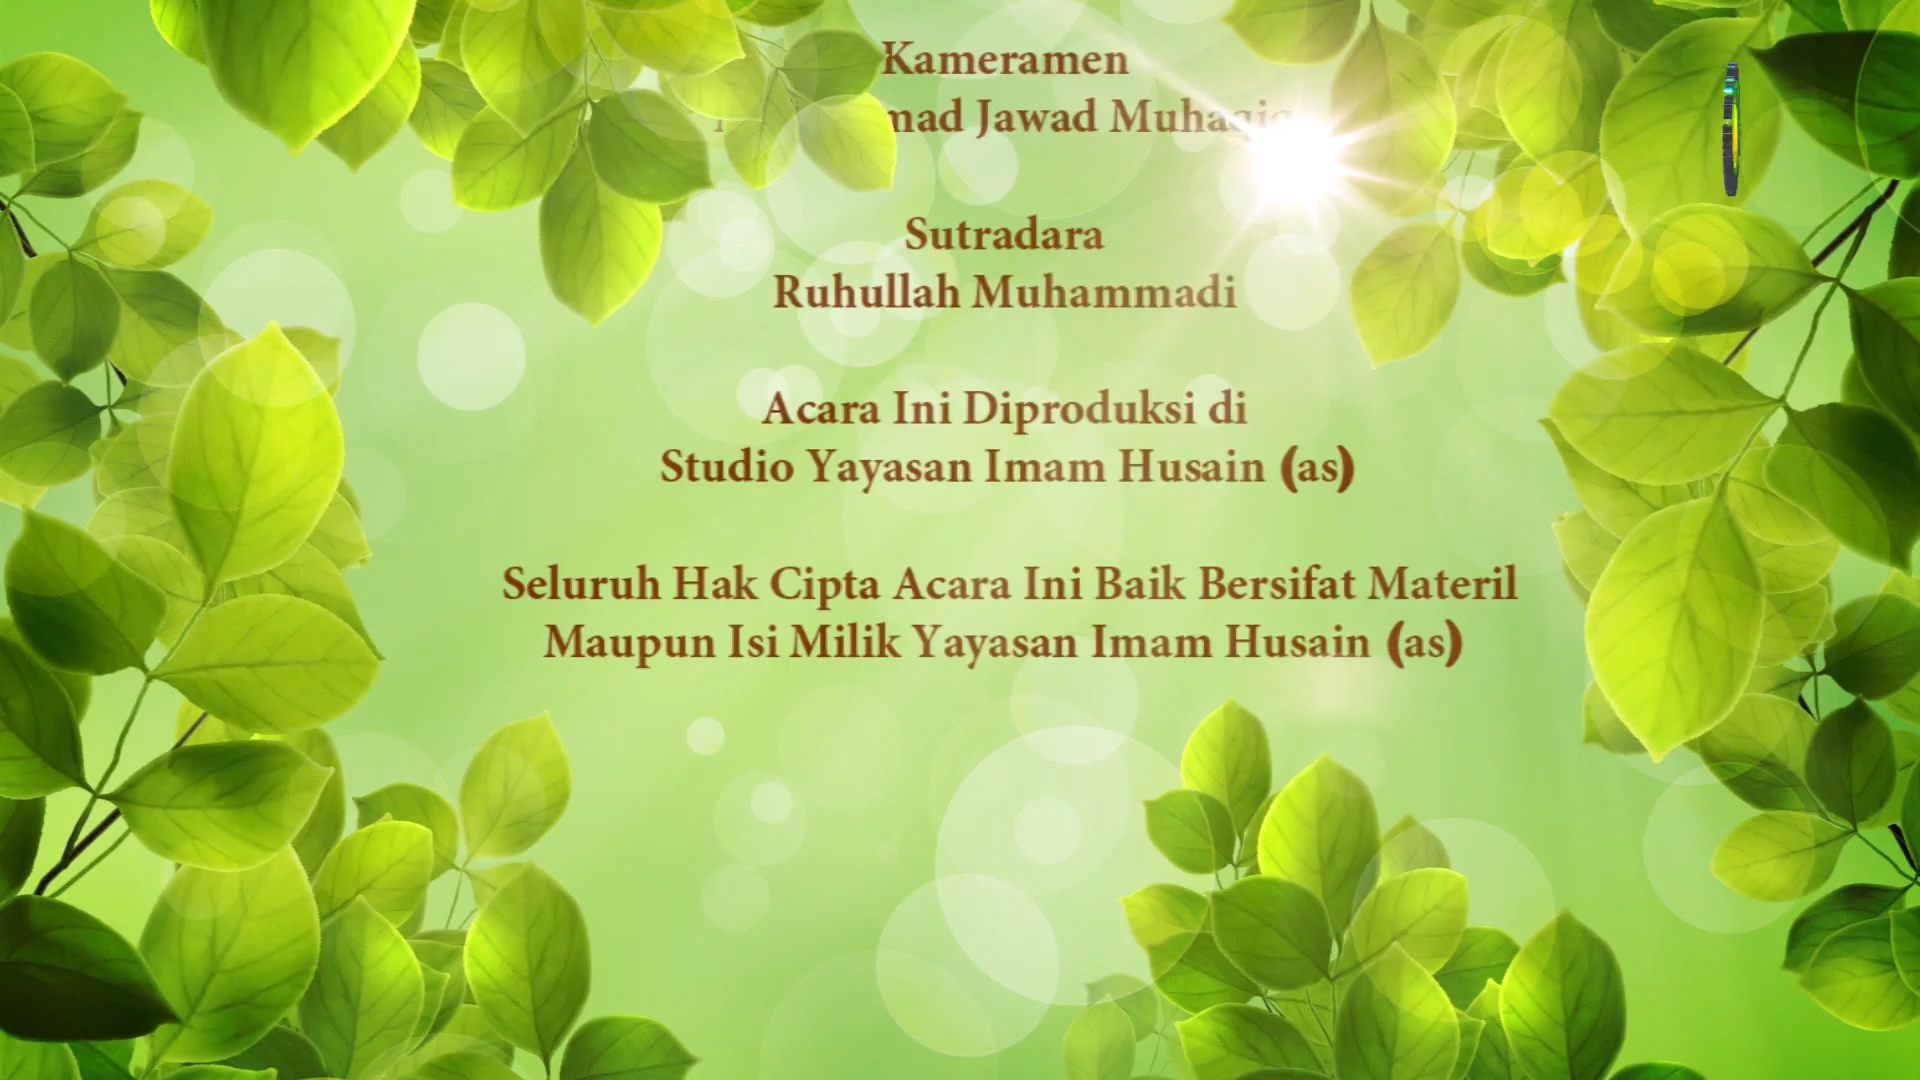 Kameramen
Jawad Muhaqiq
Sutradara
Ruhullah Muhammadi
Acara Ini Diproduksi di
Studio Yayasan Imam Husain (as)
Seluruh Hak Cipta Acara Ini Baik Bersifat Materil
Maupun Isi Milik Yayasan Imam Husain (as)